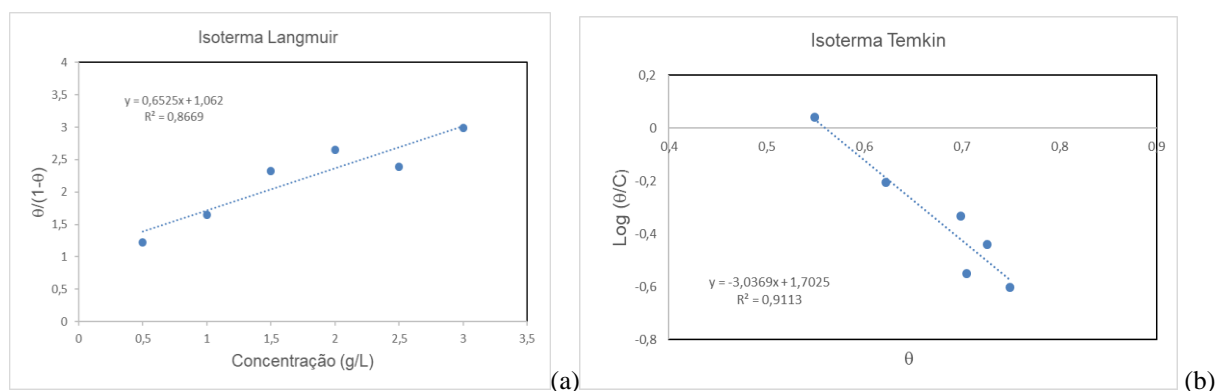 Isoterma Langmuir
4
3,5
3
2,5
2
1,5
1
0,5
0
y = 0,6525x + 1,062
R² = 0,8669
θ/(1-θ)
0 0,5 1 1,5 2 2,5 3 3,5
Concentração (g/L)
(a)
Isoterma Temkin
0,2
0
-0,2
-0,4
-0,6
-0,8
0,4 0,5 0,6 0,7 0,8 0,9
Log (θ/C)
y = -3,0369x + 1,7025
R² = 0,9113
θ
(b)